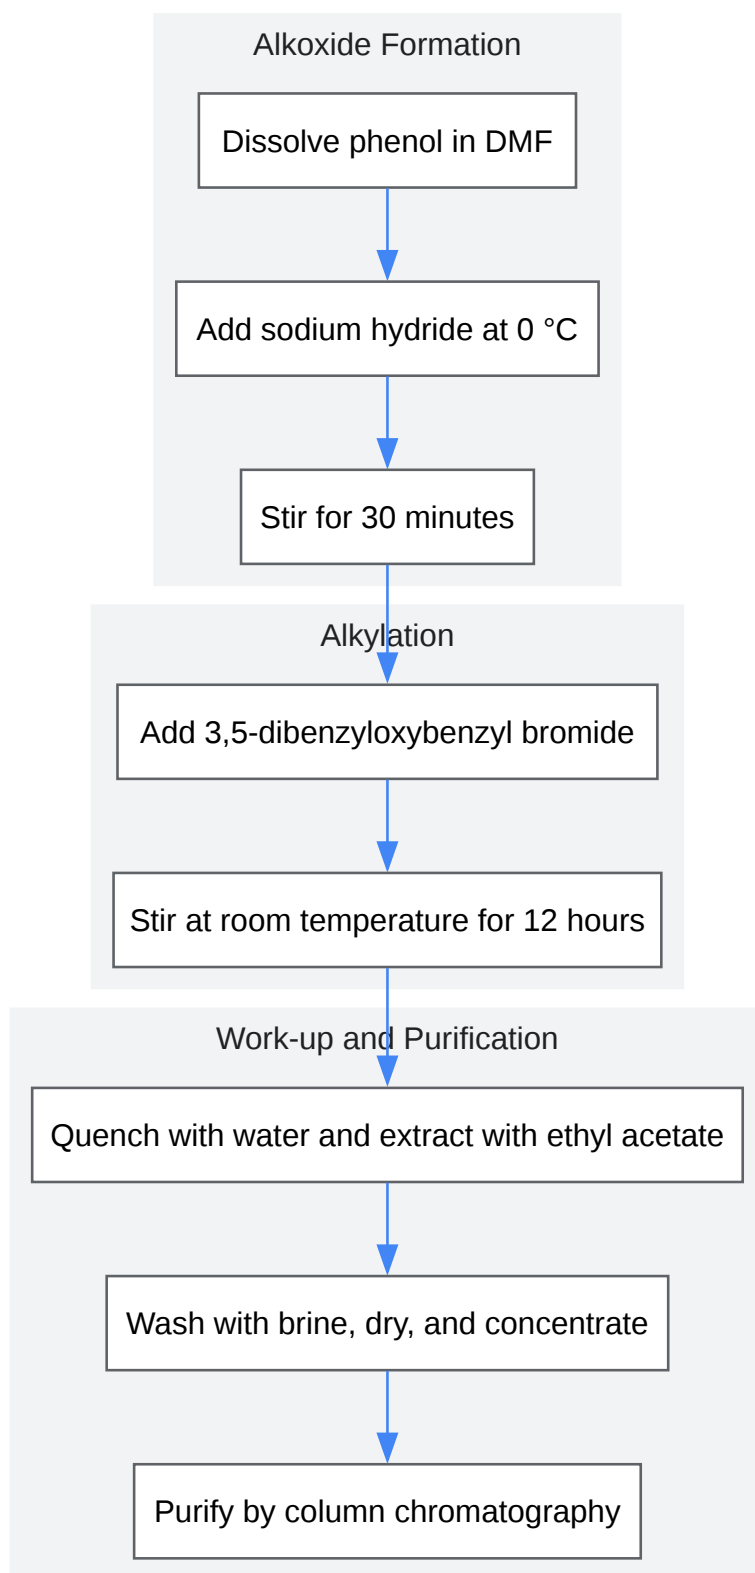 Alkoxide Formation
Dissolve phenol in DMF
Add sodium hydride at 0 °C
Stir for 30 minutes
Alkylation
Add 3,5-dibenzyloxybenzyl bromide
Stir at room temperature for 12 hours
Work-up and Purification
Quench with water and extract with ethyl acetate
Wash with brine, dry, and concentrate
Purify by column chromatography